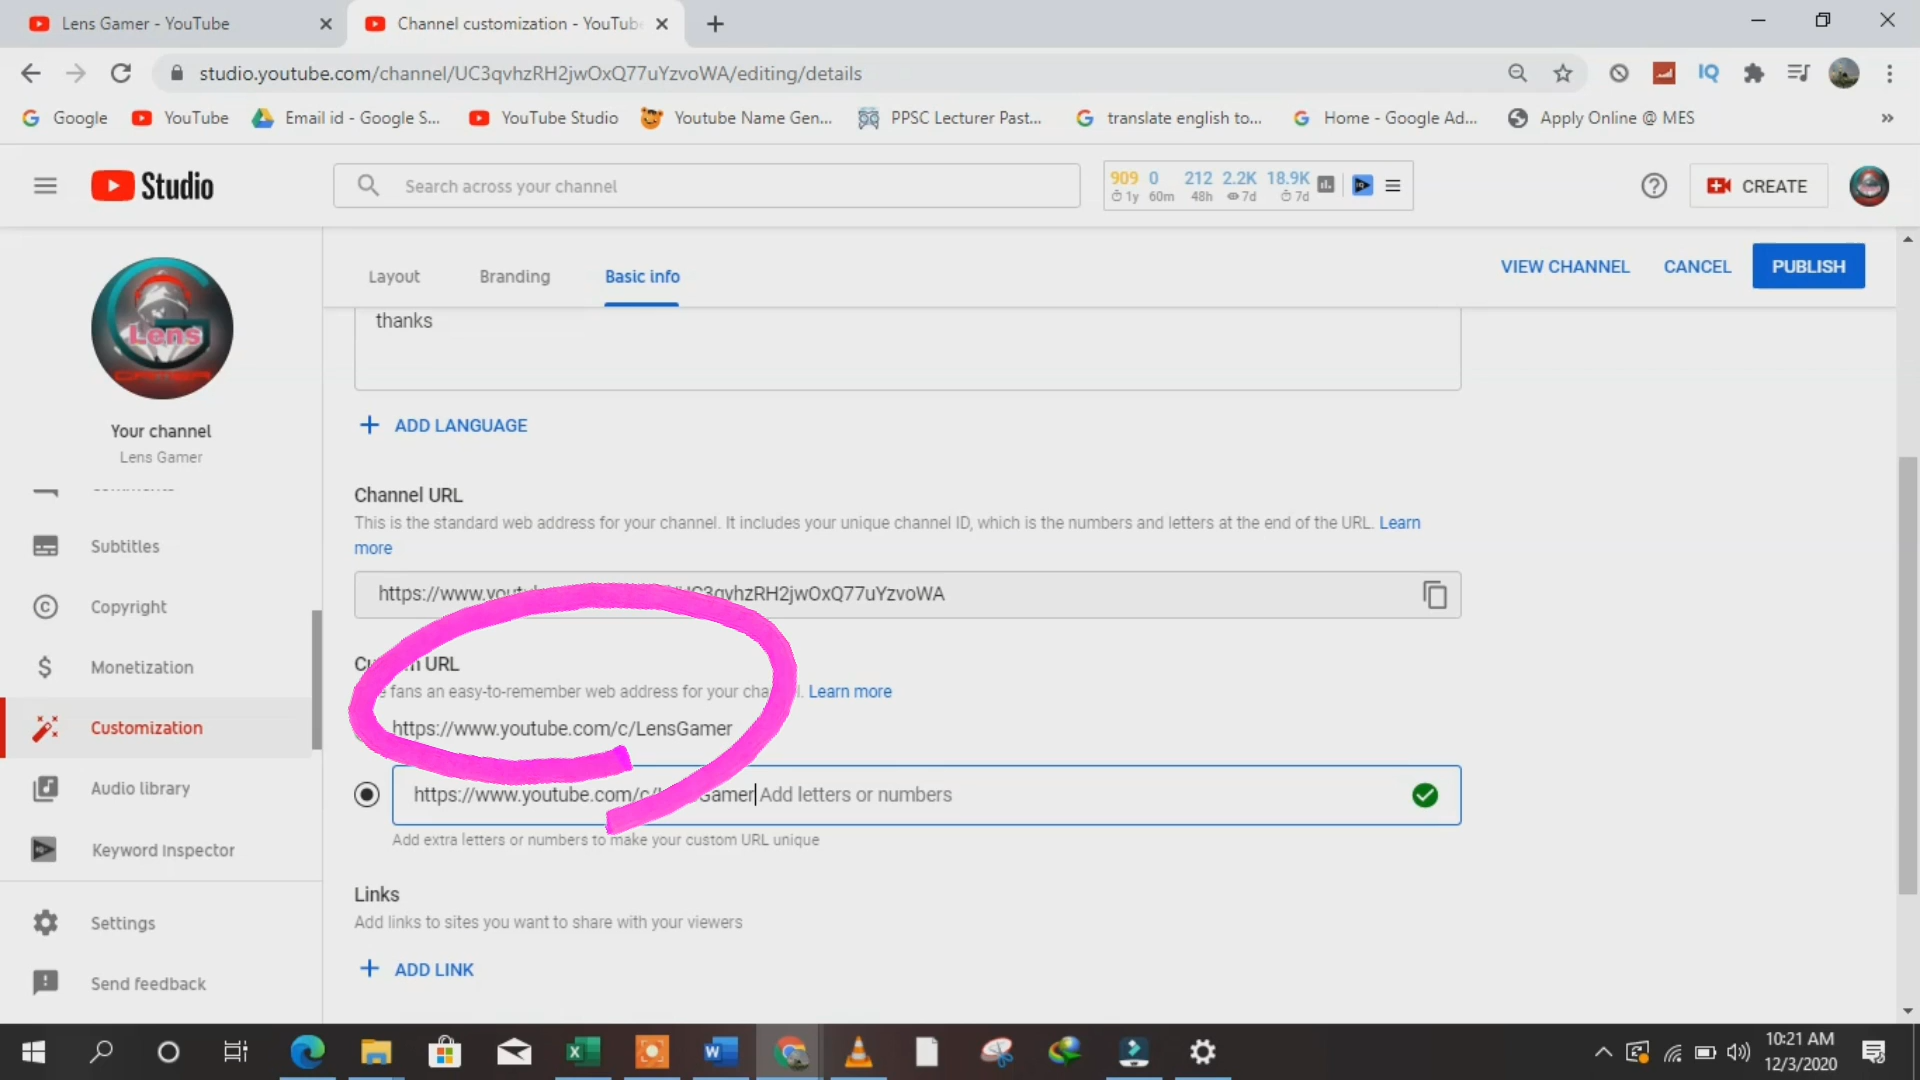 Lens Gamer - YouTube
Channel customization - YouTube
studio.youtube.com/channel/UC3qvhzRH2jwOxQ77uYzvoWA/editing/details
IQ
Google
YouTube
Email id - Google S...
YouTube Studio
Youtube Name Gen...
PPSC Lecturer Past...
translate english to...
Home - Google Ad...
Apply Online @ MES
»
Studio
Search across your channel
909 0 212 2.2K 18.9K
1y 60m 48h 7d 7d
CREATE
Lens
GAMER
Your channel
Lens Gamer
Subtitles
Copyright
Monetization
Customization
Audio library
Keyword Inspector
Settings
Send feedback
Layout
Branding
Basic info
VIEW CHANNEL
CANCEL
PUBLISH
thanks
ADD LANGUAGE
Channel URL
This is the standard web address for your channel. It includes your unique channel ID, which is the numbers and letters at the end of the URL. Learn
more
https://www.yout UC3qvhzRH2jwOxQ77uYzvoWA
URL
fans an easy-to-remember web address for your cha. Learn more
https://www.youtube.com/c/LensGamer
https://www.youtube.com/c/ Gamer Add letters or numbers
Add extra letters or numbers to make your custom URL unique
Links
Add links to sites you want to share with your viewers
ADD LINK
10:21 AM
12/3/2020